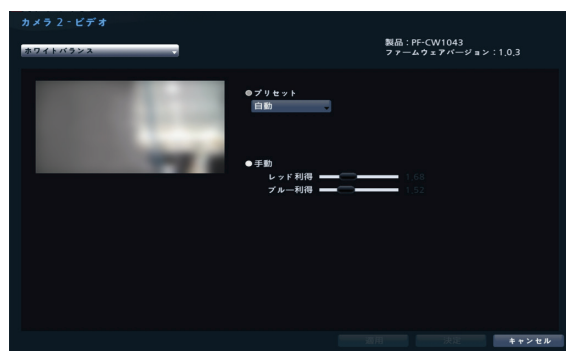 カメラ 2 - ビデオ
ホワイトバランス
製品：PF-CW1043
ファームウェアバージョン：1.0.3
プリセット
自動
手動
レッド利得 1.68
ブルー利得 1.52
適用 決定 キャンセル